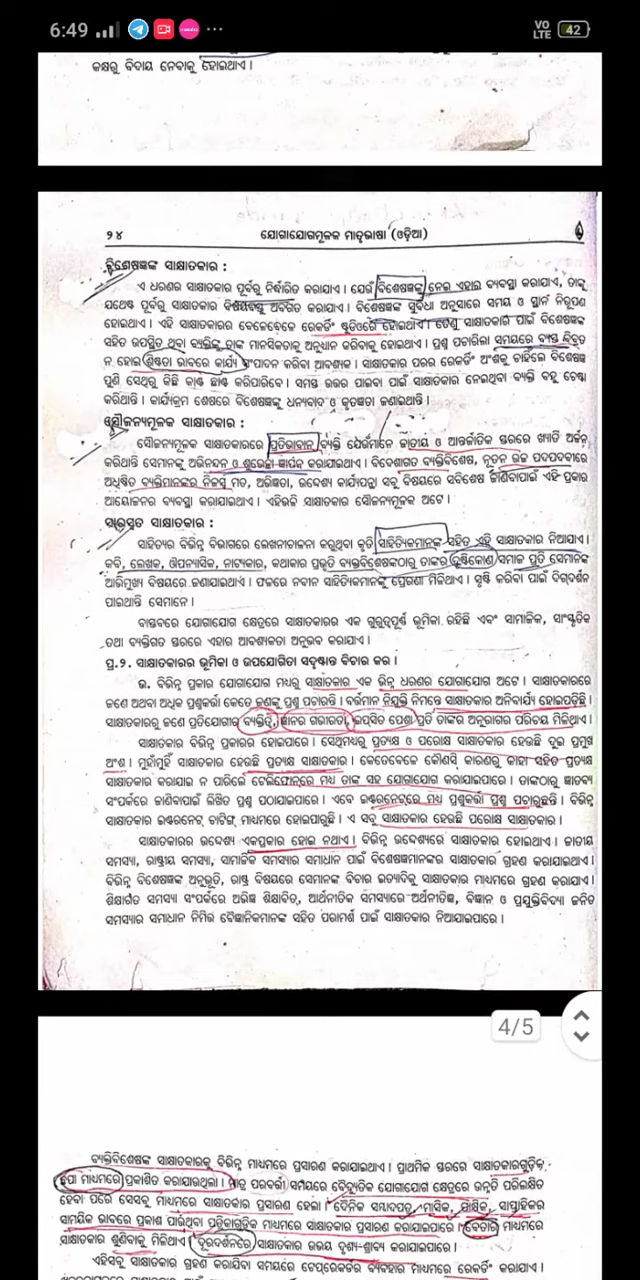 6:49
VO LTE 42
କକ୍ଷରୁ ବିଦାୟ ନେବାକୁ ହୋଇଥାଏ ।
୨୪ ଯୋଗାଯୋଗମୂଳକ ମାତୃଭାଷା (ଓଡ଼ିଆ)
ବିଶେଷଜ୍ଞଙ୍କ ସାକ୍ଷାତକାର :
ଏ ଧରଣର ସାକ୍ଷାତକାର ପୂର୍ବରୁ ନିର୍ଦ୍ଧାରିତ କରାଯାଏ । ଯେଉଁ ବିଶେଷଜ୍ଞଙ୍କୁ ନେଇ ଏହାର ବ୍ୟବସ୍ଥା କରାଯାଏ, ତାଙ୍କୁ
ଯଥେଷ୍ଟ ପୂର୍ବରୁ ସାକ୍ଷାତକାର ବିଷୟବସ୍ତୁ ଅବଗତ କରାଯାଏ । ବିଶେଷଜ୍ଞଙ୍କ ସୁବିଧା ଅନୁସାରେ ସମୟ ଓ ସ୍ଥାନ ନିରୂପଣ
ହୋଇଥାଏ । ଏହି ସାକ୍ଷାତକାରର ବେଳେବେଳେ ରେକର୍ଡିଂ ଷ୍ଟୁଡିଓରେ ହୋଇଥାଏ । ତେଣୁ ସାକ୍ଷାତକାର ପାଇଁ ବିଶେଷଜ୍ଞଙ୍କ
ସହିତ ଉପସ୍ଥିତ ଥିବା ବ୍ୟକ୍ତିଙ୍କୁ ତାଙ୍କ ମାନସିକତାକୁ ଅନୁଧ୍ୟାନ କରିବାକୁ ହୋଇଥାଏ । ପ୍ରଶ୍ନ ପଚାରିଲା ସମୟରେ ବ୍ୟସ୍ତ ବିବ୍ରତ
ନ ହୋଇ ଶିଷ୍ଟତା ଭାବରେ କାର୍ଯ୍ୟ ସଂପାଦନ କରିବା ଆବଶ୍ୟକ । ସାକ୍ଷାତକାର ପରର ରେକର୍ଡିଂ ଅଂଶକୁ ଚାହିଁଲେ ବିଶେଷଜ୍ଞ
ପୁଣି ସେଥିରୁ କିଛି କାଣ୍ଟ ଛାଣ୍ଟ କରିପାରିବେ । ସମସ୍ତ ଉତ୍ତର ପାଇବା ପାଇଁ ସାକ୍ଷାତକାର ନେଉଥିବା ବ୍ୟକ୍ତି ବହୁ ଚେଷ୍ଟା
କରିଥାନ୍ତି । କାର୍ଯ୍ୟକ୍ରମ ଶେଷରେ ବିଶେଷଜ୍ଞଙ୍କୁ ଧନ୍ୟବାଦ ଓ କୃତଜ୍ଞତା ଜଣାଇଥାନ୍ତି ।
ସୌଜନ୍ୟମୂଳକ ସାକ୍ଷାତକାର :
ସୌଜନ୍ୟମୂଳକ ସାକ୍ଷାତକାରରେ ପ୍ରତିଭାବାନ ବ୍ୟକ୍ତି ଯେଉଁମାନେ ଜାତୀୟ ଓ ଆନ୍ତର୍ଜାତିକ ସ୍ତରରେ ଖ୍ୟାତି ଅର୍ଜନ
କରିଥାନ୍ତି ସେମାନଙ୍କୁ ଅଭିନନ୍ଦନ ଓ ଶୁଭେଚ୍ଛା ଜ୍ଞାପନ କରାଯାଇଥାଏ । ବିଦେଶାଗତ ବ୍ୟକ୍ତିବିଶେଷ, ନୂତନ ଉଚ୍ଚ ପଦପଦବୀରେ
ଅଧିଷ୍ଠିତ ବ୍ୟକ୍ତିମାନଙ୍କର ନିଜସ୍ୱ ମତ, ଅଭିଜ୍ଞତା, ଉଦ୍ଦେଶ୍ୟ କାର୍ଯ୍ୟପନ୍ଥା ସବୁ ବିଷୟରେ ସବିଶେଷ ଜାଣିବାପାଇଁ ଏହି ପ୍ରକାର
ଆୟୋଜନର ବ୍ୟବସ୍ଥା କରାଯାଇଥାଏ । ଏହିଭଳି ସାକ୍ଷାତକାର ସୌଜନ୍ୟମୂଳକ ଅଟେ ।
ସାକ୍ଷାତକାର :
ସାହିତ୍ୟର ବିଭିନ୍ନ ବିଭାଗରେ ଲେଖନୀଚାଳନା କରୁଥିବା କୃତି ସାହିତ୍ୟିକମାନଙ୍କ ସହିତ ଏହି ସାକ୍ଷାତକାର ନିଆଯାଏ ।
କବି, ଲେଖକ, ଔପନ୍ୟାସିକ, ନାଟ୍ୟକାର, କଥାକାର ପ୍ରଭୃତି ବ୍ୟକ୍ତିବିଶେଷଙ୍କଠାରୁ ତାଙ୍କର ଦୃଷ୍ଟିକୋଣ ସମାଜ ପ୍ରତି ସେମାନଙ୍କ
ଆଭିମୁଖ୍ୟ ବିଷୟରେ ଜଣାଯାଇଥାଏ । ଫଳରେ ନବୀନ ସାହିତ୍ୟିକମାନଙ୍କୁ ପ୍ରେରଣା ମିଳିଥାଏ । ସୃଷ୍ଟି କରିବା ପାଇଁ ଦିଗ୍‌ଦର୍ଶନ
ପାଇଥାନ୍ତି ସେମାନେ ।
ବାସ୍ତବରେ ଯୋଗାଯୋଗ କ୍ଷେତ୍ରରେ ସାକ୍ଷାତକାରର ଏକ ଗୁରୁତ୍ୱପୂର୍ଣ୍ଣ ଭୂମିକା ରହିଛି ଏବଂ ସାମାଜିକ, ସାଂସ୍କୃତିକ
ତଥା ବ୍ୟକ୍ତିଗତ ସ୍ତରରେ ଏହାର ଆବଶ୍ୟକତା ଅନୁଭବ କରାଯାଏ ।
ପ୍ର.୨. ସାକ୍ଷାତକାରର ଭୂମିକା ଓ ଉପଯୋଗିତା ସଦୃଷ୍ଟାନ୍ତ ବିଚାର କର ।
ଉ. ବିଭିନ୍ନ ପ୍ରକାର ଯୋଗାଯୋଗ ମଧ୍ୟରୁ ସାକ୍ଷାତକାର ଏକ ଭିନ୍ନ ଧରଣର ଯୋଗାଯୋଗ ଅଟେ । ସାକ୍ଷାତକାରରେ
ଜଣେ ଅଥବା ଅଧିକ ପ୍ରଶ୍ନକର୍ତ୍ତା କେତେ ଜଣଙ୍କୁ ପ୍ରଶ୍ନ ପଚାରନ୍ତି । ବର୍ତ୍ତମାନ ନିଯୁକ୍ତି ନିମନ୍ତେ ସାକ୍ଷାତକାର ଅନିବାର୍ଯ୍ୟ ହୋଇପଡ଼ିଛି ।
ସାକ୍ଷାତକାରରୁ ଜଣେ ପ୍ରତିଯୋଗୀର ବ୍ୟକ୍ତିତ୍ୱ, ଜ୍ଞାନର ଗଭୀରତା, ଇପ୍‌ସିତ ପେଶା ପ୍ରତି ତାଙ୍କର ଅନୁରାଗର ପରିଚୟ ମିଳିଥାଏ ।
ସାକ୍ଷାତକାର ବିଭିନ୍ନ ପ୍ରକାରର ହୋଇପାରେ । ସେଥିମଧ୍ୟରୁ ପ୍ରତ୍ୟକ୍ଷ ଓ ପରୋକ୍ଷ ସାକ୍ଷାତକାର ହେଉଛି ଦୁଇ ପ୍ରମୁଖ
ଅଂଶ । ମୁହାଁମୁହିଁ ସାକ୍ଷାତକାର ହେଉଛି ପ୍ରତ୍ୟକ୍ଷ ସାକ୍ଷାତକାର । କେତେବେଳେ କୌଣସି କାରଣରୁ କାହା ସହିତ ପ୍ରତ୍ୟକ୍ଷ
ସାକ୍ଷାତକାର କରାଯାଇ ନ ପାରିଲେ ଟେଲିଫୋନ୍‌ରେ ମଧ୍ୟ ତାଙ୍କ ସହ ଯୋଗାଯୋଗ କରାଯାଇପାରେ । ତାଙ୍କଠାରୁ ଜ୍ଞାତବ୍ୟ
ସଂପର୍କରେ ଜାଣିବାପାଇଁ ଲିଖିତ ପ୍ରଶ୍ନ ପଠାଯାଇପାରେ । ଏବେ ଇଣ୍ଟରନେଟ୍‌ରେ ମଧ୍ୟ ପ୍ରଶ୍ନକର୍ତ୍ତା ପ୍ରଶ୍ନ ପଚାରୁଛନ୍ତି । ବିଭିନ୍ନ
ସାକ୍ଷାତକାର ଇଣ୍ଟରନେଟ୍ ଚାଟିଙ୍ଗ୍ ମାଧ୍ୟମରେ ହୋଇପାରୁଛି । ଏ ସବୁ ସାକ୍ଷାତକାର ହେଉଛି ପରୋକ୍ଷ ସାକ୍ଷାତକାର ।
ସାକ୍ଷାତକାରର ଉଦ୍ଦେଶ୍ୟ ଏକପ୍ରକାର ହୋଇ ନଥାଏ । ବିଭିନ୍ନ ଉଦ୍ଦେଶ୍ୟରେ ସାକ୍ଷାତକାର ହୋଇଥାଏ । ଜାତୀୟ
ସମସ୍ୟା, ରାଷ୍ଟ୍ରୀୟ ସମସ୍ୟା, ସାମାଜିକ ସମସ୍ୟାର ସମାଧାନ ପାଇଁ ବିଶେଷଜ୍ଞମାନଙ୍କର ସାକ୍ଷାତକାର ଗ୍ରହଣ କରାଯାଇଥାଏ ।
ବିଭିନ୍ନ ବିଶେଷଜ୍ଞଙ୍କ ଅନୁଭୂତି, ରାଷ୍ଟ୍ର ବିଷୟରେ ସେମାନଙ୍କ ବିଚାର ଇତ୍ୟାଦିକୁ ସାକ୍ଷାତକାର ମାଧ୍ୟମରେ ଗ୍ରହଣ କରାଯାଏ ।
ଶିକ୍ଷାଗତ ସମସ୍ୟା ସଂପର୍କରେ ଅଭିଜ୍ଞ ଶିକ୍ଷାବିତ୍, ଆର୍ଥନୀତିକ ସମସ୍ୟାରେ ଅର୍ଥନୀତିଜ୍ଞ, ବିଜ୍ଞାନ ଓ ପ୍ରଯୁକ୍ତିବିଦ୍ୟା ଜନିତ
ସମସ୍ୟାର ସମାଧାନ ନିମିତ୍ତ ବୈଜ୍ଞାନିକମାନଙ୍କ ସହିତ ପରାମର୍ଶ ପାଇଁ ସାକ୍ଷାତକାର ନିଆଯାଇପାରେ ।
4/5
ବ୍ୟକ୍ତିବିଶେଷଙ୍କ ସାକ୍ଷାତକାରକୁ ବିଭିନ୍ନ ମାଧ୍ୟମରେ ପ୍ରସାରଣ କରାଯାଇଥାଏ । ପ୍ରାଥମିକ ସ୍ତରରେ ସାକ୍ଷାତକାରଗୁଡ଼ିକ
ଛପା ମାଧ୍ୟମରେ ପ୍ରକାଶିତ କରାଯାଉଥିଲା । ମାତ୍ର ପରବର୍ତ୍ତୀ ସମୟରେ ବୈଦ୍ୟୁତିକ ଯୋଗାଯୋଗ କ୍ଷେତ୍ରରେ ଉନ୍ନତି ପରିଲକ୍ଷିତ
ହେବା ପରେ ସେସବୁ ମାଧ୍ୟମରେ ସାକ୍ଷାତକାର ପ୍ରସାରଣ ହେଲା । ଦୈନିକ ସମ୍ବାଦପତ୍ର, ମାସିକ, ପାକ୍ଷିକ, ସାପ୍ତାହିକର
ସାମୟିକ ଭାବରେ ପ୍ରକାଶ ପାଉଥିବା ପତ୍ରିକାଗୁଡ଼ିକ ମାଧ୍ୟମରେ ସାକ୍ଷାତକାର ପ୍ରସାରଣ କରାଯାଇପାରେ । ବେତାର ମାଧ୍ୟମରେ
ସାକ୍ଷାତକାର ଶୁଣିବାକୁ ମିଳିଥାଏ । ଦୂରଦର୍ଶନରେ ସାକ୍ଷାତକାର ଉଭୟ ଦୃଶ୍ୟ-ଶ୍ରାବ୍ୟ କରାଯାଇପାରେ ।
ଏହିସବୁ ସାକ୍ଷାତକାର ଗ୍ରହଣ କରାଯିବା ସମୟରେ ଟେପ୍‌ରେକର୍ଡର ବ୍ୟବହାର ମାଧ୍ୟମରେ ରେକର୍ଡିଂ କରାଯାଏ ।